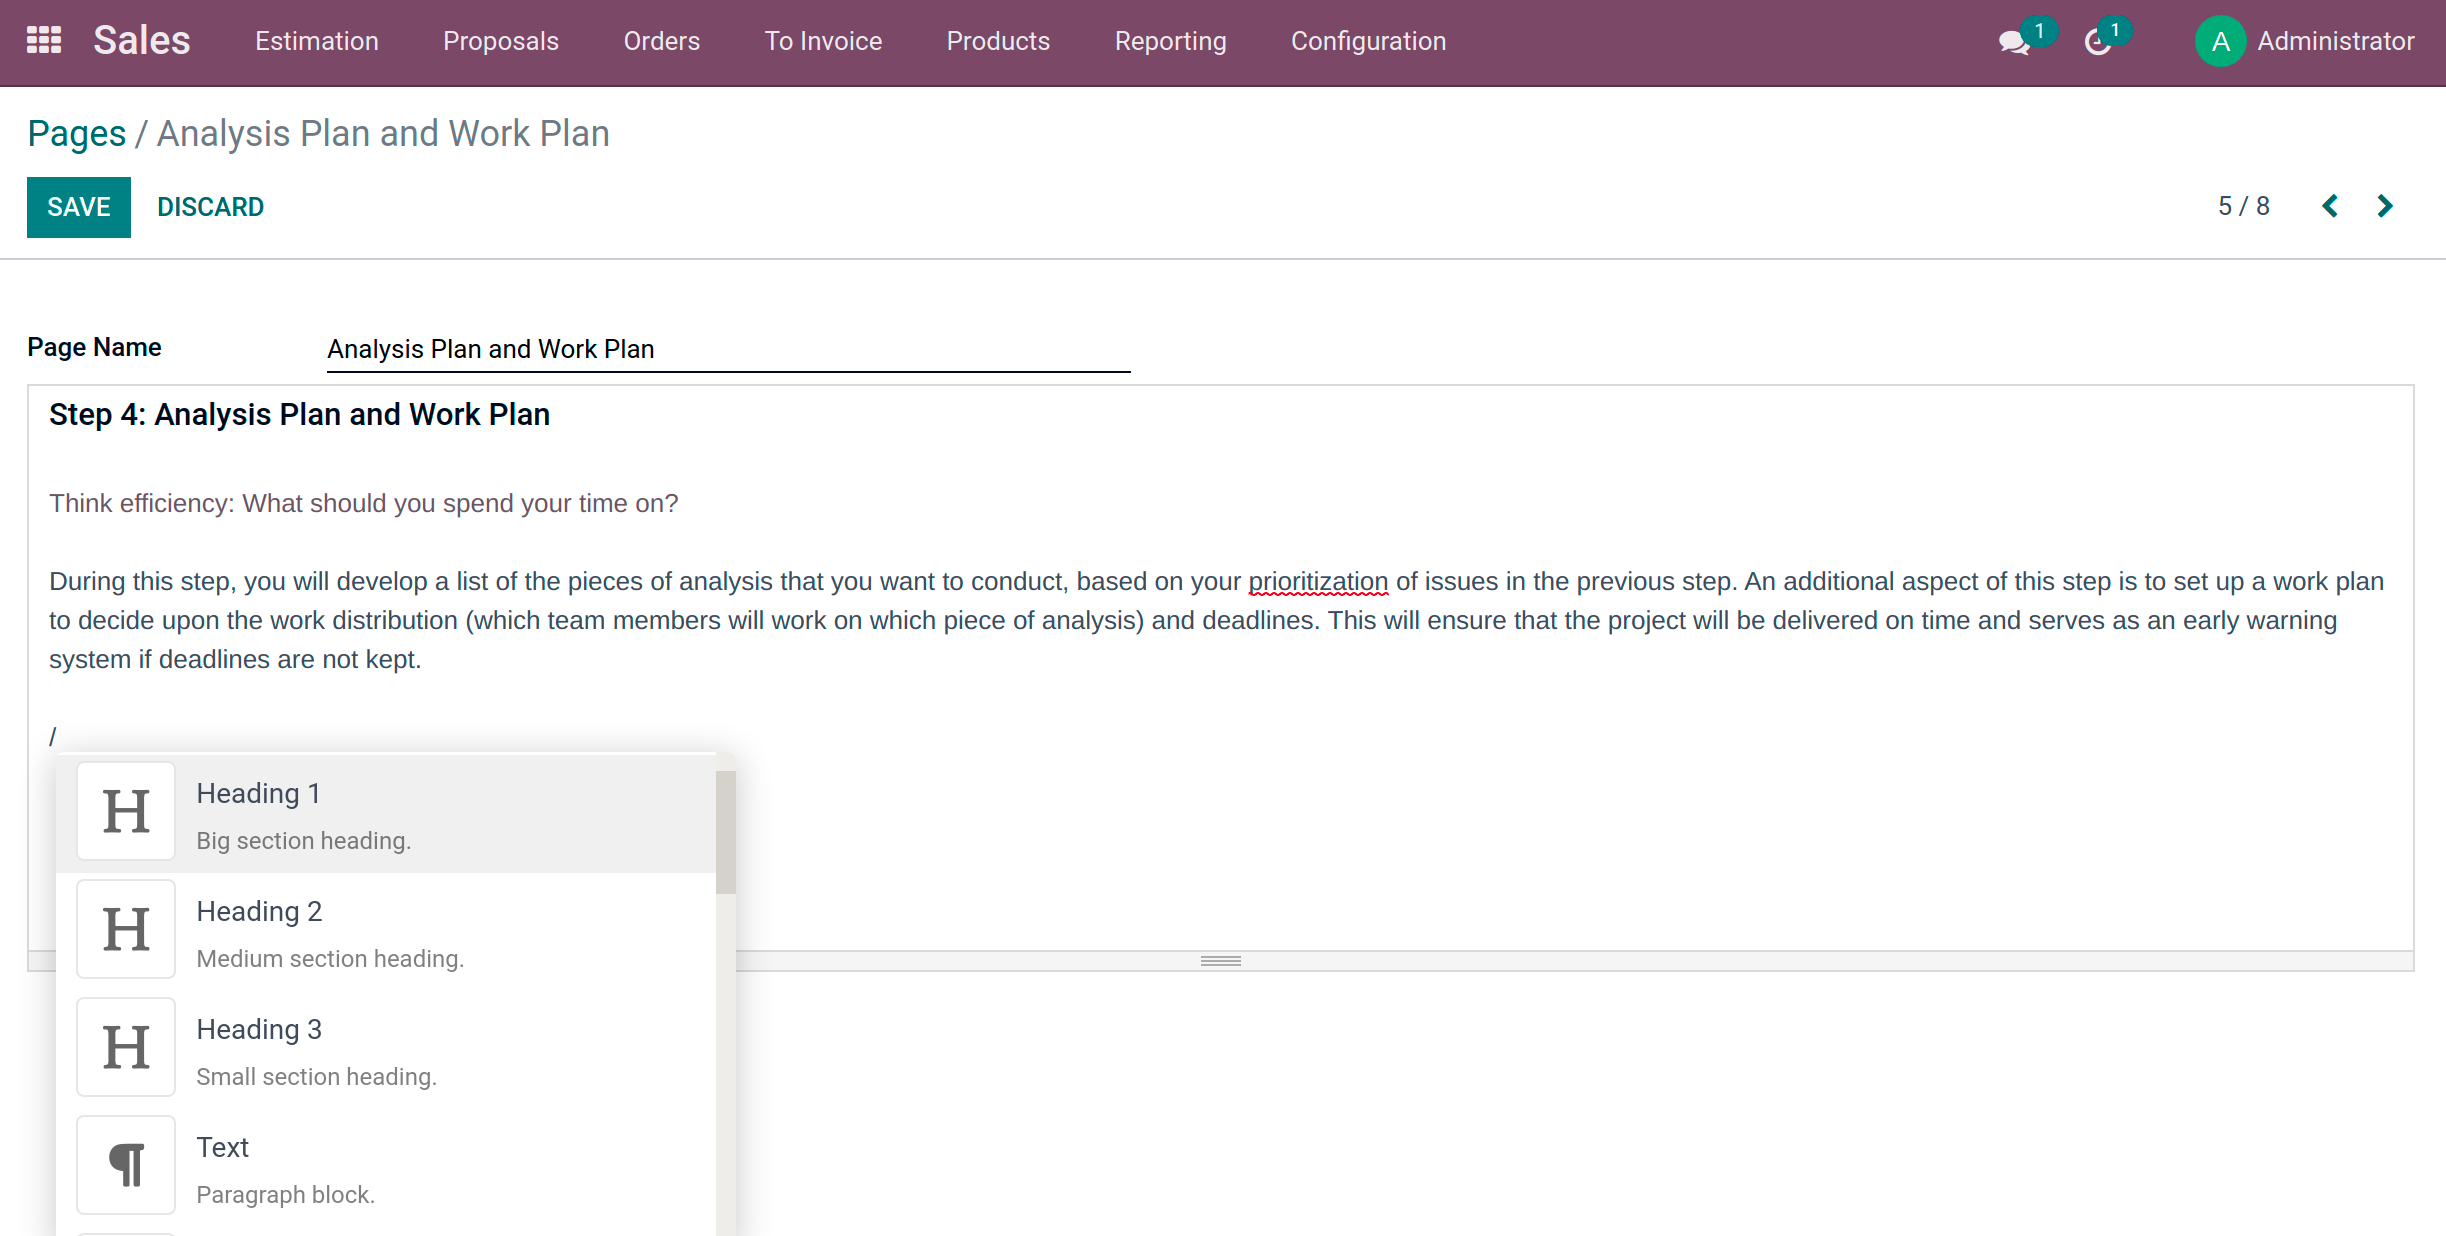 Sales Estimation Proposals Orders To Invoice Products Reporting Configuration 1 1 A Administrator
Pages / Analysis Plan and Work Plan
SAVE DISCARD 5 / 8
Page Name Analysis Plan and Work Plan
Step 4: Analysis Plan and Work Plan
Think efficiency: What should you spend your time on?
During this step, you will develop a list of the pieces of analysis that you want to conduct, based on your prioritization of issues in the previous step. An additional aspect of this step is to set up a work plan
to decide upon the work distribution (which team members will work on which piece of analysis) and deadlines. This will ensure that the project will be delivered on time and serves as an early warning
system if deadlines are not kept.
/
H Heading 1
Big section heading.
H Heading 2
Medium section heading.
H Heading 3
Small section heading.
¶ Text
Paragraph block.